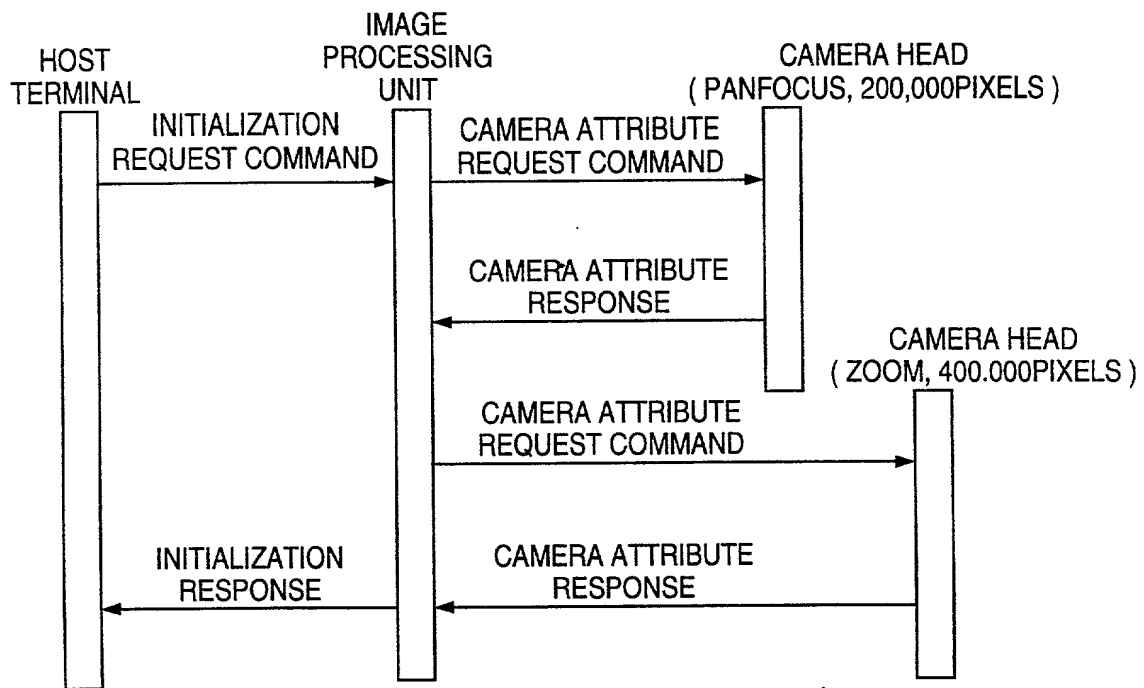 HOST
TERMINAL
IMAGE
PROCESSING
UNIT
CAMERA HEAD
( PANFOCUS, 200,000PIXELS )
INITIALIZATION
REQUEST COMMAND
CAMERA ATTRIBUTE
REQUEST COMMAND
CAMERA ATTRIBUTE
RESPONSE
CAMERA HEAD
( ZOOM, 400.000PIXELS )
CAMERA ATTRIBUTE
REQUEST COMMAND
INITIALIZATION
RESPONSE
CAMERA ATTRIBUTE
RESPONSE